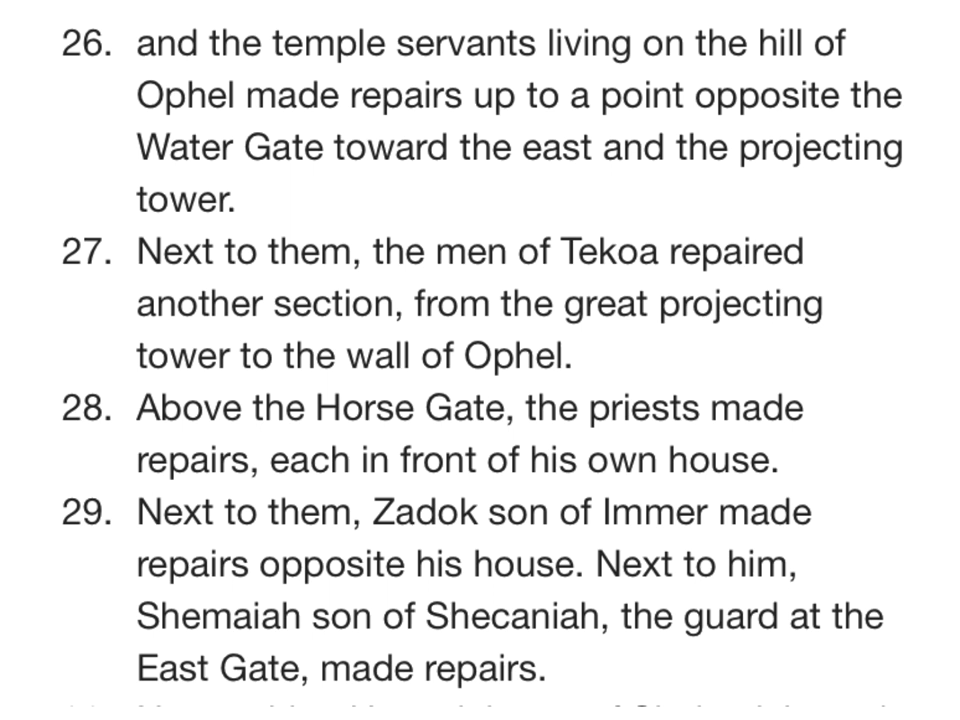 26. and the temple servants living on the hill of
Ophel made repairs up to a point opposite the
Water Gate toward the east and the projecting
tower.
27. Next to them, the men of Tekoa repaired
another section, from the great projecting
tower to the wall of Ophel.
28. Above the Horse Gate, the priests made
repairs, each in front of his own house.
29. Next to them, Zadok son of Immer made
repairs opposite his house. Next to him,
Shemaiah son of Shecaniah, the guard at the
East Gate, made repairs.